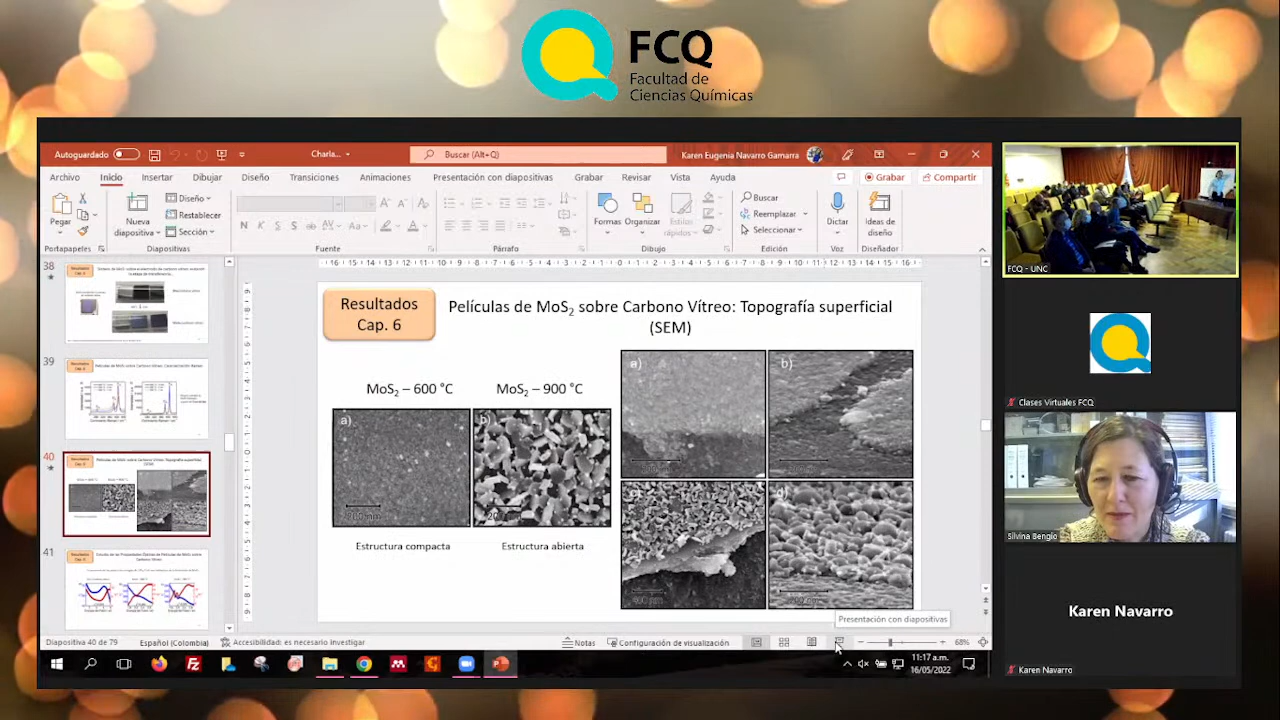 FCQ
Facultad de
Ciencias Químicas
Autoguardado
Charla...
Buscar (Alt+Q)
Karen Eugenia Navarro Gamarra
Archivo Inicio Insertar Dibujar Diseño Transiciones Animaciones Presentación con diapositivas Grabar Revisar Vista Ayuda
Grabar
Compartir
Pegar
Nueva
diapositiva
Diseño
Restablecer
Sección
N K S S
Aa
Formas
Organizar
Estilos
rápidos
Buscar
Reemplazar
Seleccionar
Dictar
Ideas de
diseño
Portapapeles
Diapositivas
Fuente
Párrafo
Dibujo
Edición
Voz
Diseñador
38
39
40
41
Resultados
Cap. 6
Películas de MoS₂ sobre Carbono Vítreo: Topografía superficial
(SEM)
MoS₂ – 600 °C
MoS₂ – 900 °C
a)
b)
a)
b)
d)
Estructura compacta
Estructura abierta
Presentación con diapositivas
Diapositiva 40 de 79
Español (Colombia)
Accesibilidad: es necesario investigar
Notas
Configuración de visualización
68%
11:17 a.m.
16/05/2022
FCQ - UNC
Clases Virtuales FCQ
Silvina Bengio
Karen Navarro
Karen Navarro